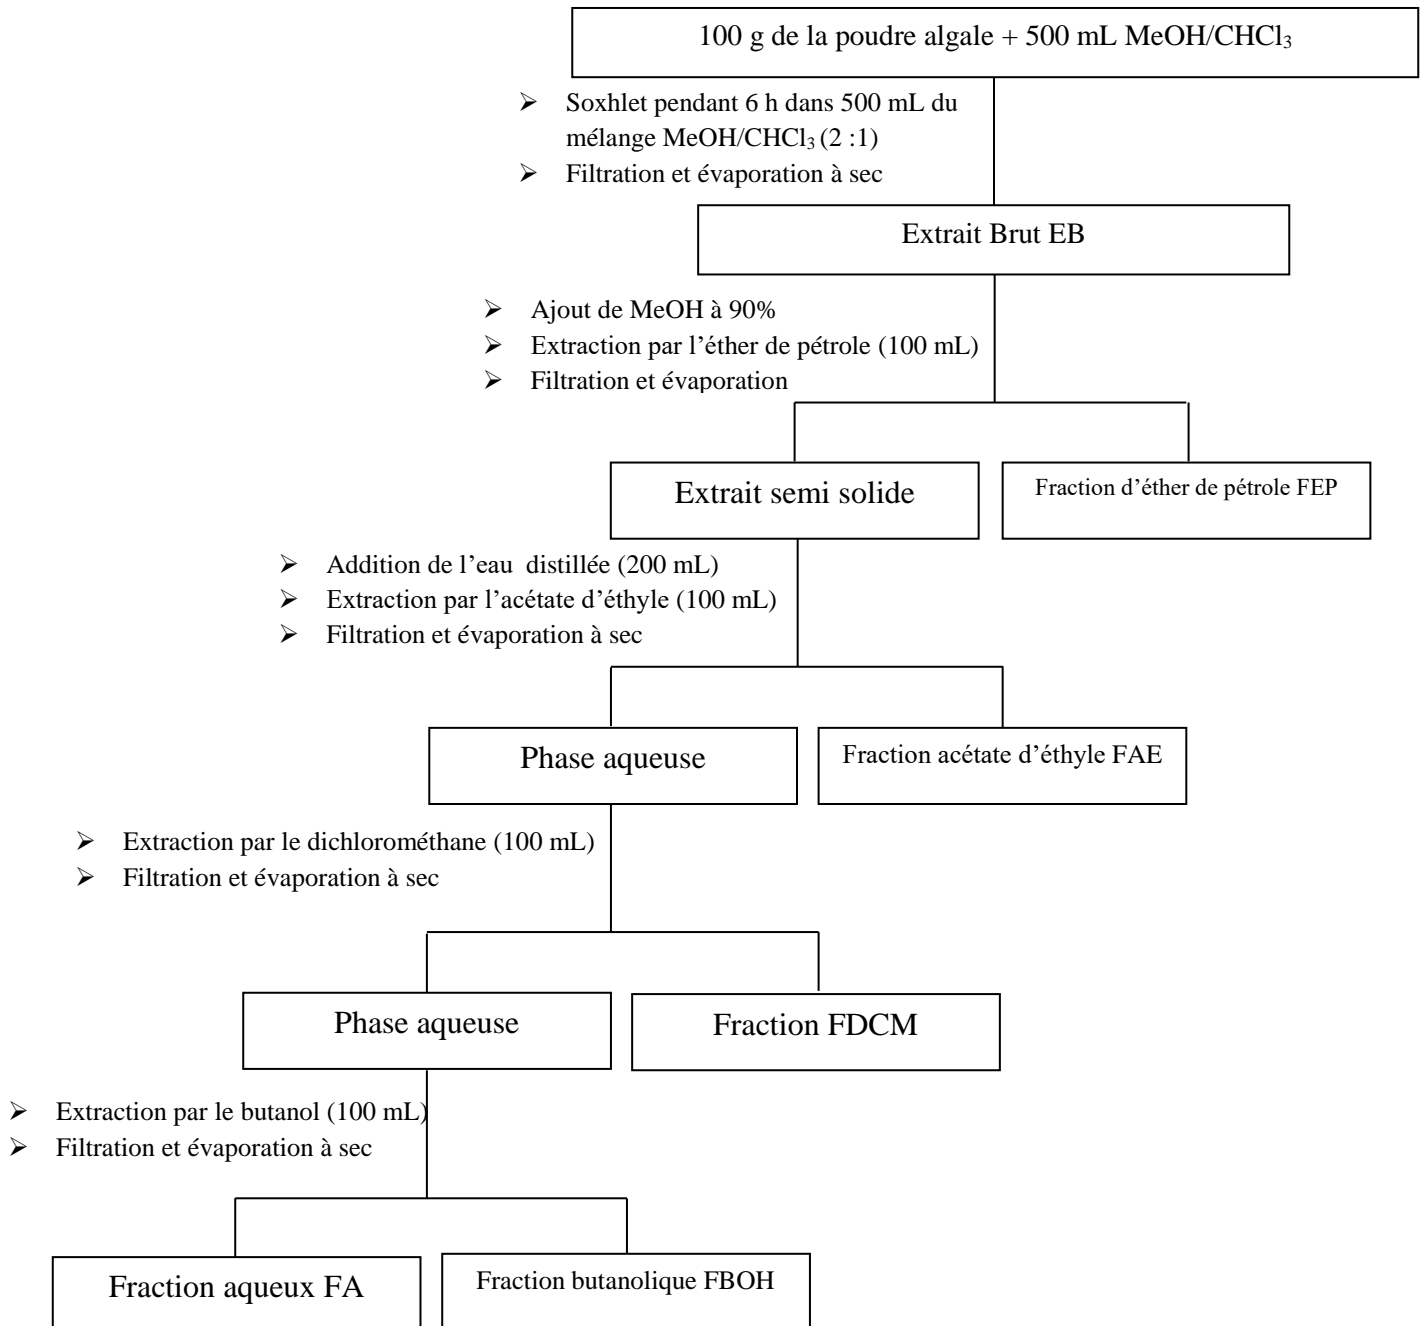 100 g de la poudre algale + 500 mL MeOH/CHCl₃
➢ Soxhlet pendant 6 h dans 500 mL du
mélange MeOH/CHCl₃ (2 :1)
➢ Filtration et évaporation à sec
Extrait Brut EB
➢ Ajout de MeOH à 90%
➢ Extraction par l’éther de pétrole (100 mL)
➢ Filtration et évaporation
Extrait semi solide
Fraction d’éther de pétrole FEP
➢ Addition de l’eau distillée (200 mL)
➢ Extraction par l’acétate d’éthyle (100 mL)
➢ Filtration et évaporation à sec
Phase aqueuse
Fraction acétate d’éthyle FAE
➢ Extraction par le dichlorométhane (100 mL)
➢ Filtration et évaporation à sec
Phase aqueuse
Fraction FDCM
➢ Extraction par le butanol (100 mL)
➢ Filtration et évaporation à sec
Fraction aqueux FA
Fraction butanolique FBOH